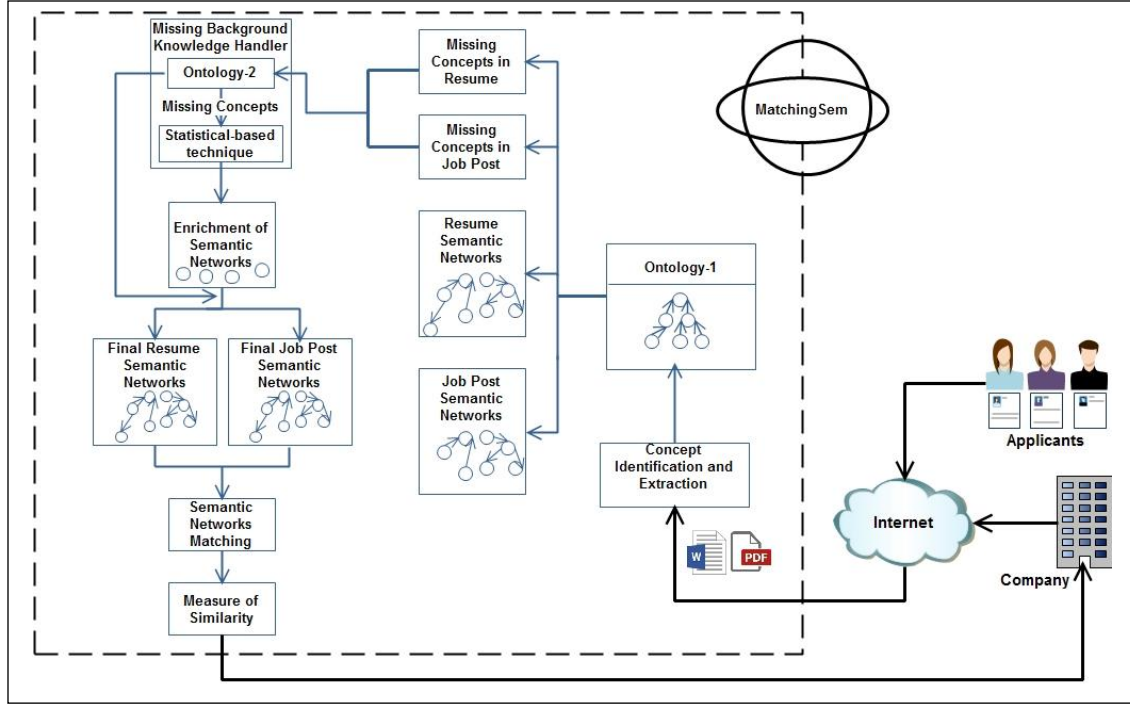 Missing Background
Knowledge Handler
Ontology-2
Missing Concepts
Statistical-based
technique
Enrichment of
Semantic
Networks
Final Resume
Semantic
Networks
Final Job Post
Semantic
Networks
Semantic
Networks
Matching
Measure of
Similarity
Missing
Concepts in
Resume
Missing
Concepts in
Job Post
Resume
Semantic
Networks
Job Post
Semantic
Networks
Ontology-1
Concept
Identification and
Extraction
W
PDF
MatchingSem
Applicants
Internet
Company